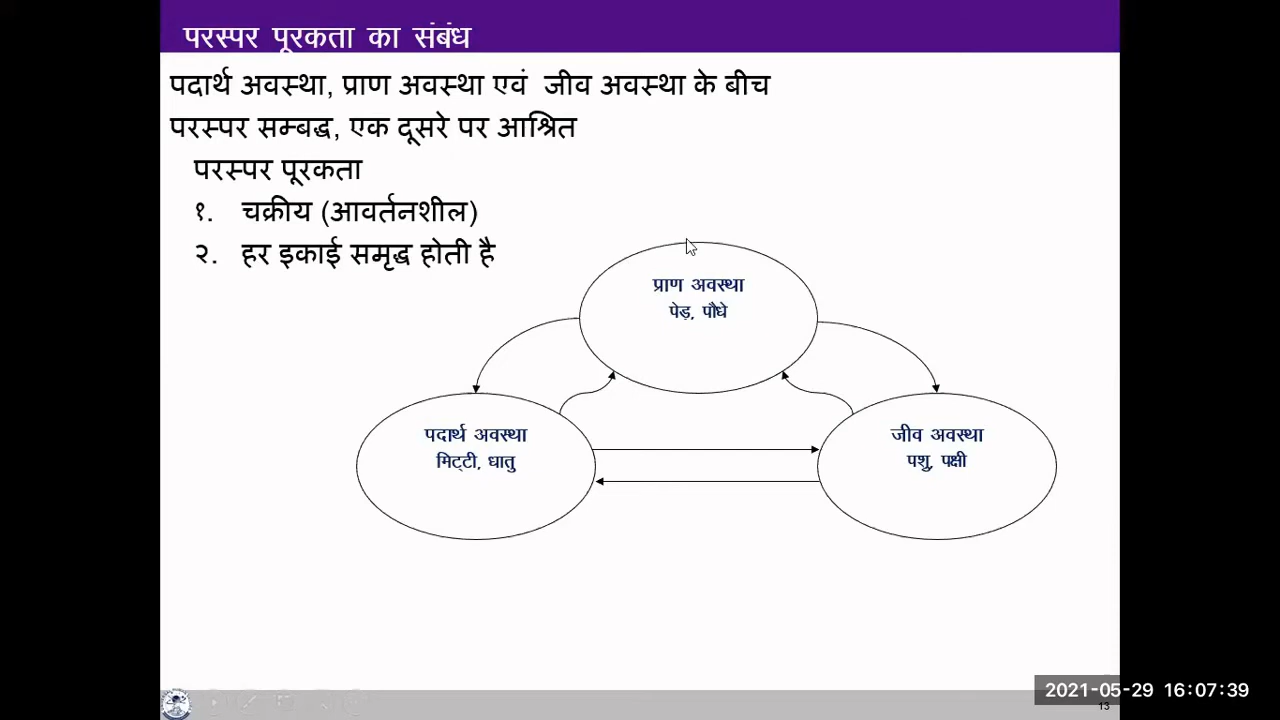 परस्पर पूरकता का संबंध
पदार्थ अवस्था, प्राण अवस्था एवं जीव अवस्था के बीच
परस्पर सम्बद्ध, एक दूसरे पर आश्रित
परस्पर पूरकता
१. चक्रीय (आवर्तनशील)
२. हर इकाई समृद्ध होती है
प्राण अवस्था
पेड़, पौधे
पदार्थ अवस्था
मिट्टी, धातु
जीव अवस्था
पशु, पक्षी
2021-05-29 16:07:39
13